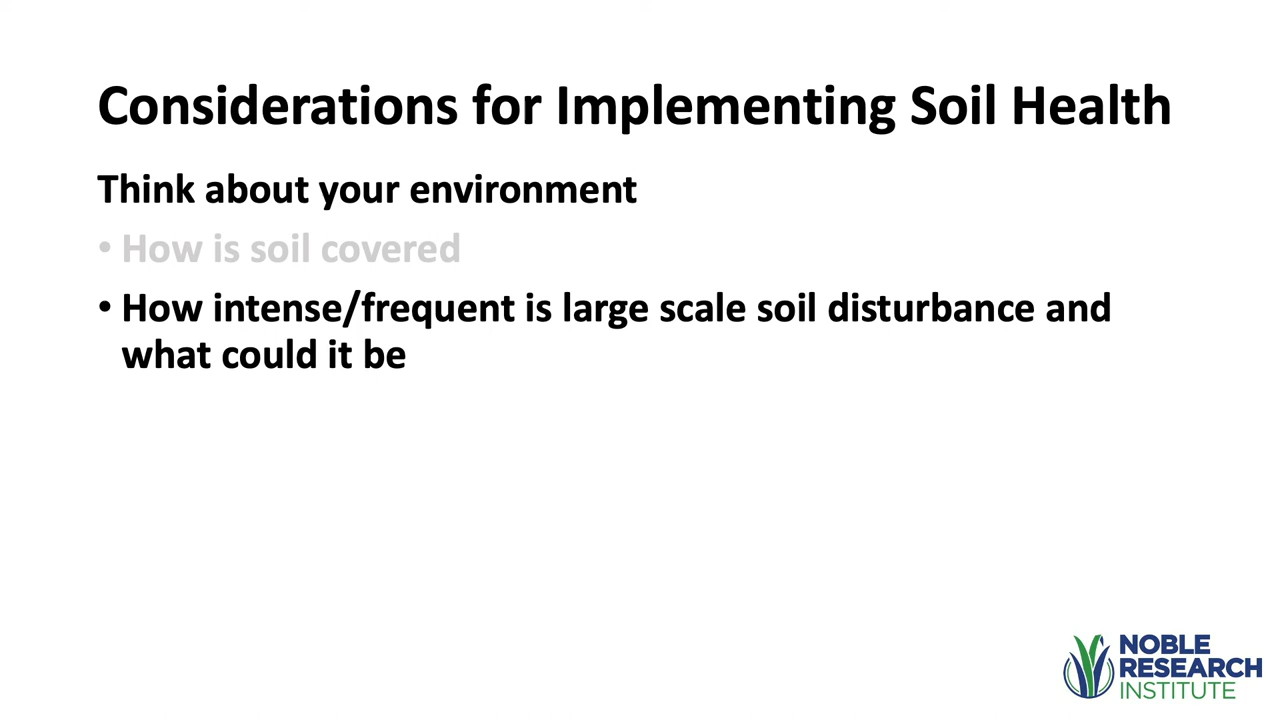 Considerations for Implementing Soil Health
Think about your environment
• How is soil covered
• How intense/frequent is large scale soil disturbance and
what could it be
NOBLE
RESEARCH
INSTITUTE